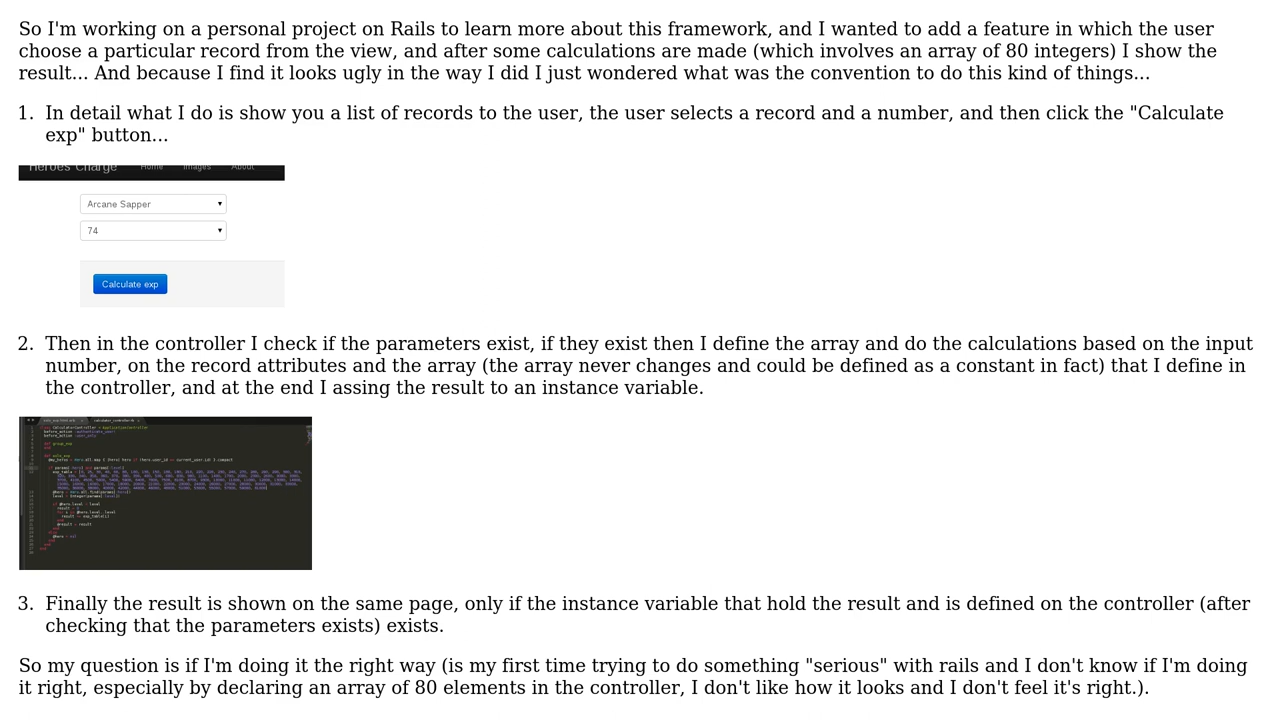 So I'm working on a personal project on Rails to learn more about this framework, and I wanted to add a feature in which the user
choose a particular record from the view, and after some calculations are made (which involves an array of 80 integers) I show the
result... And because I find it looks ugly in the way I did I just wondered what was the convention to do this kind of things...
1. In detail what I do is show you a list of records to the user, the user selects a record and a number, and then click the "Calculate
exp" button...
Heroes Charge Home Images About
Arcane Sapper
74
Calculate exp
2. Then in the controller I check if the parameters exist, if they exist then I define the array and do the calculations based on the input
number, on the record attributes and the array (the array never changes and could be defined as a constant in fact) that I define in
the controller, and at the end I assing the result to an instance variable.
3. Finally the result is shown on the same page, only if the instance variable that hold the result and is defined on the controller (after
checking that the parameters exists) exists.
So my question is if I'm doing it the right way (is my first time trying to do something "serious" with rails and I don't know if I'm doing
it right, especially by declaring an array of 80 elements in the controller, I don't like how it looks and I don't feel it's right.).